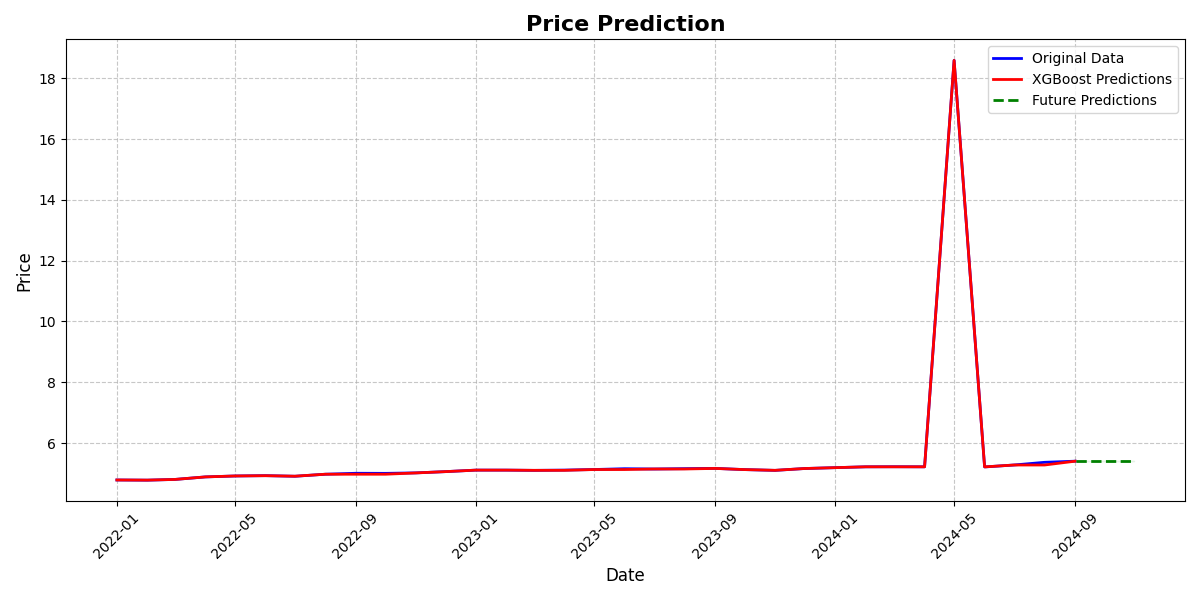 Price Prediction
Original Data
XGBoost Predictions
Future Predictions
18
16
14
12
10
8
6
Price
2022-01
2022-05
2022-09
2023-01
2023-05
2023-09
2024-01
2024-05
2024-09
Date